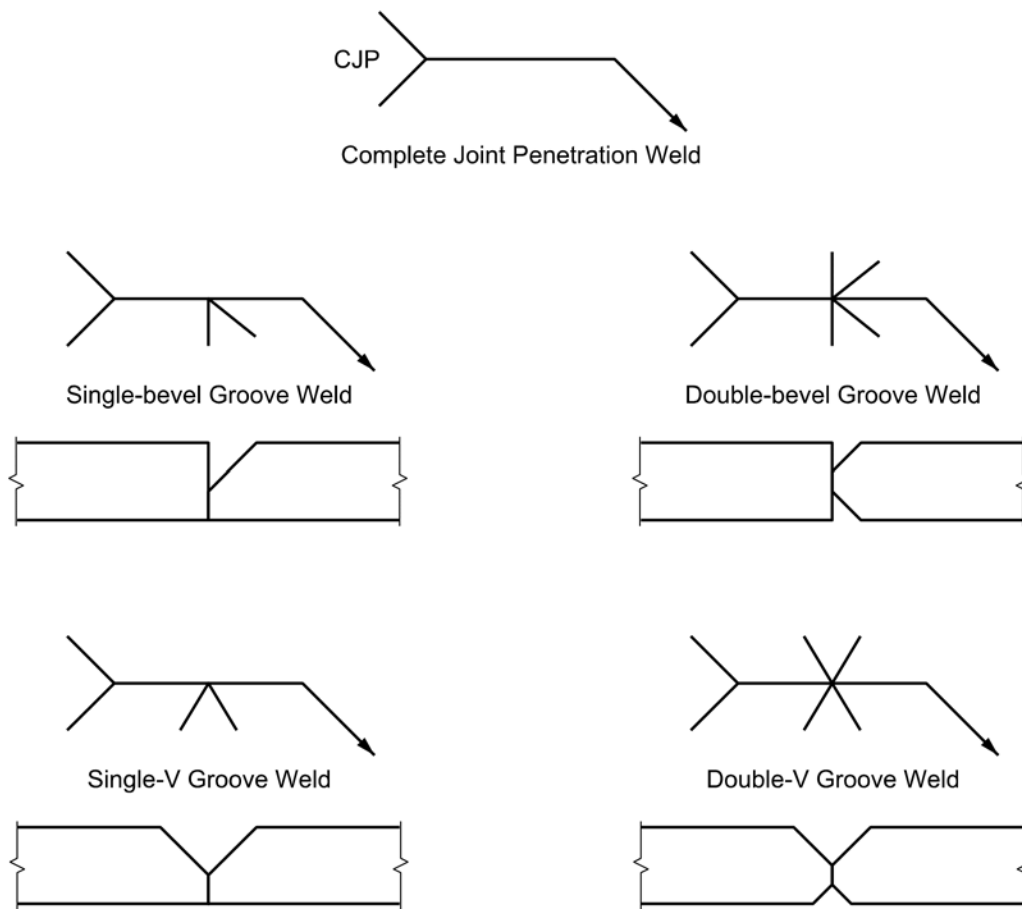 CJP
Complete Joint Penetration Weld
Single-bevel Groove Weld
Double-bevel Groove Weld
Single-V Groove Weld
Double-V Groove Weld